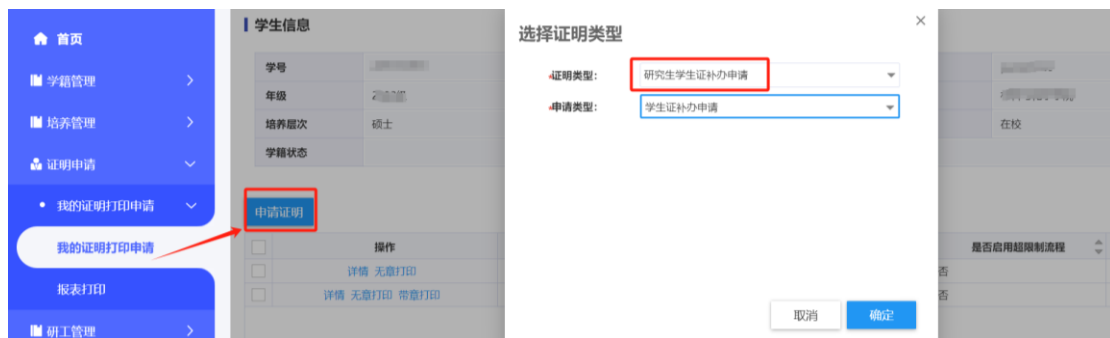 首页
学籍管理
培养管理
证明申请
我的证明打印申请
我的证明打印申请
报表打印
研工管理
学生信息
学号
年级
培养层次 硕士
学籍状态
在校
申请证明
操作 是否启用超限制流程
详情 无章打印 否
详情 无章打印 带章打印 否
选择证明类型
*证明类型: 研究生学生证补办申请
*申请类型: 学生证补办申请
取消 确定